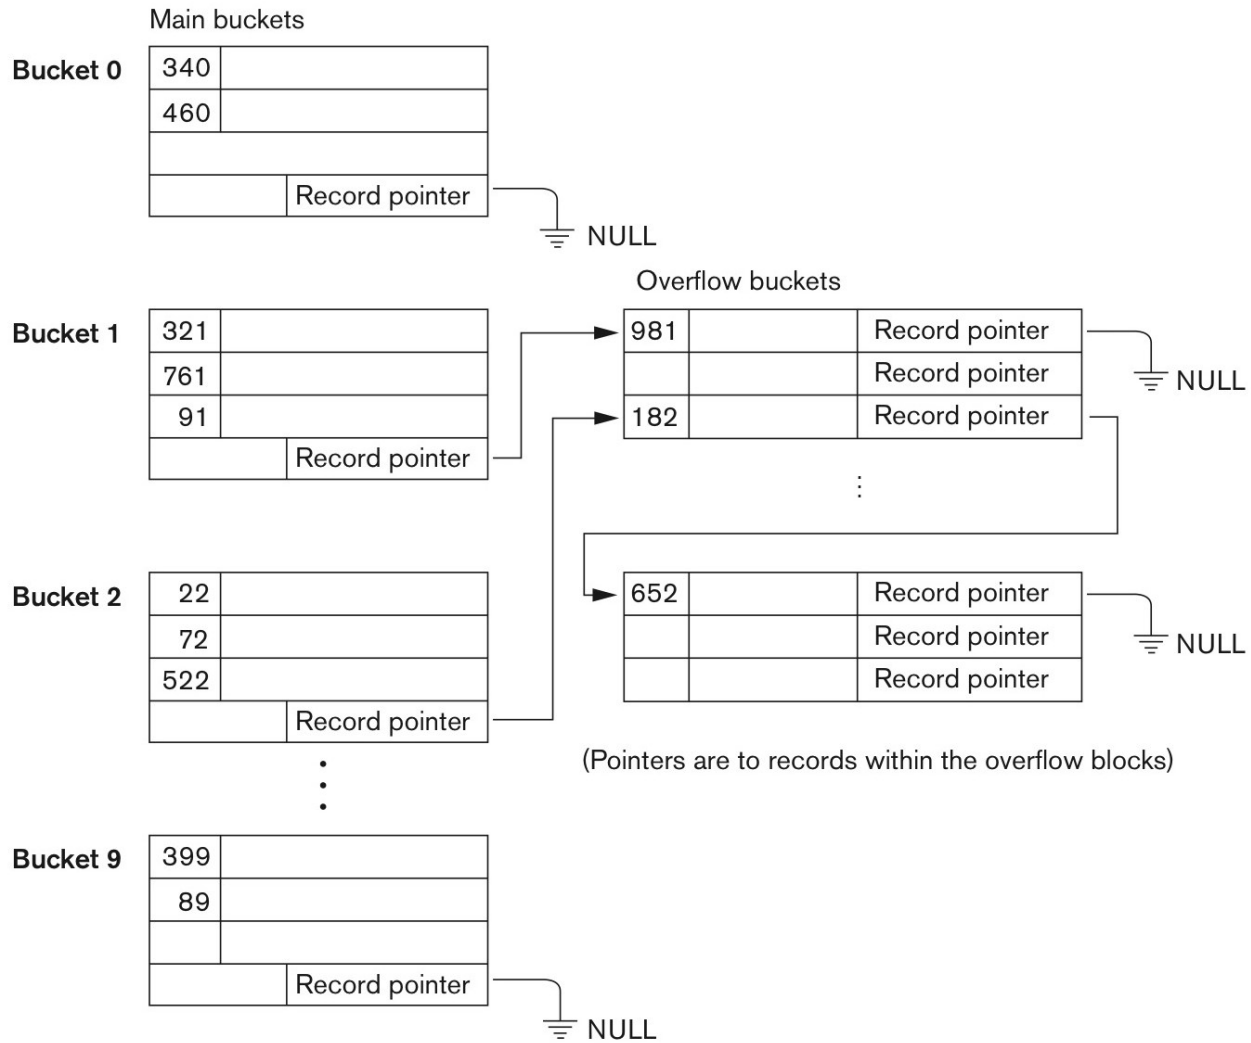 Main buckets
Bucket 0
340
460
Record pointer
NULL
Overflow buckets
Bucket 1
321
761
91
Record pointer
981 Record pointer
Record pointer
182 Record pointer
NULL
Bucket 2
22
72
522
Record pointer
652 Record pointer
Record pointer
Record pointer
NULL
(Pointers are to records within the overflow blocks)
Bucket 9
399
89
Record pointer
NULL